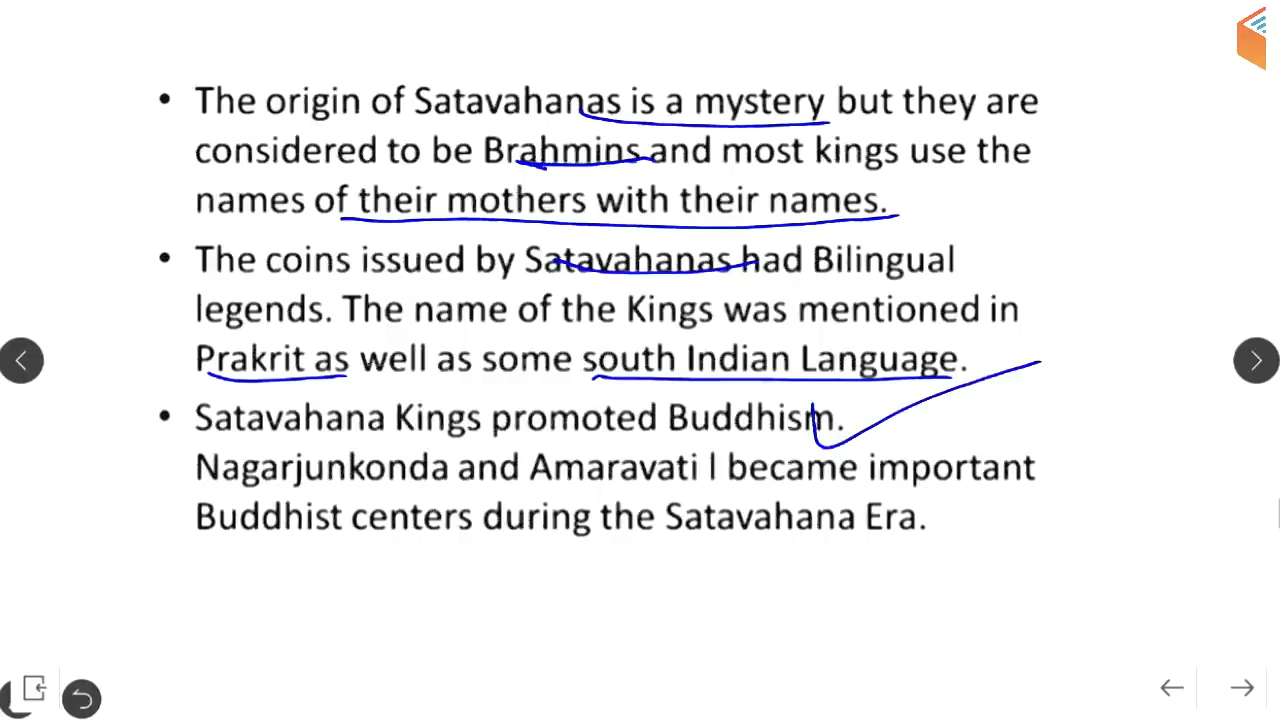 • The origin of Satavahanas is a mystery but they are
considered to be Brahmins and most kings use the
names of their mothers with their names.
• The coins issued by Satavahanas had Bilingual
legends. The name of the Kings was mentioned in
Prakrit as well as some south Indian Language.
• Satavahana Kings promoted Buddhism.
Nagarjunkonda and Amaravati l became important
Buddhist centers during the Satavahana Era.